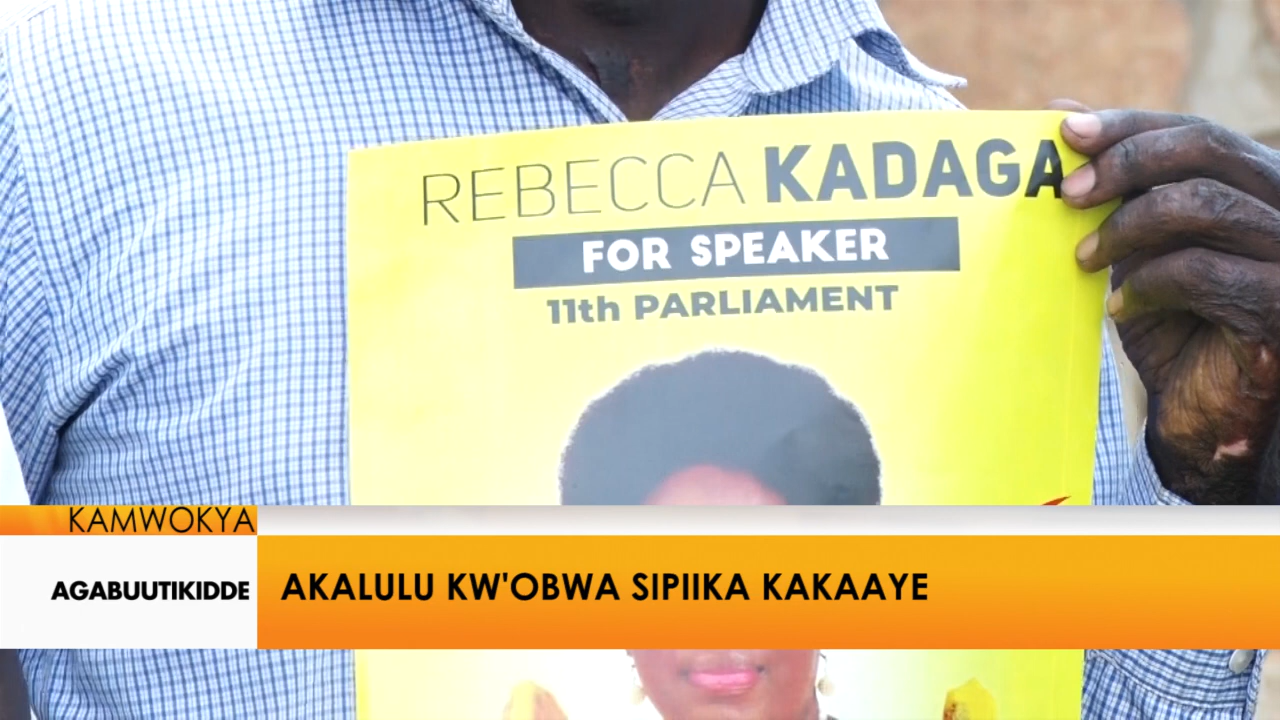 REBECCA KADAGA
FOR SPEAKER
11th PARLIAMENT
KAMWOKYA
AGABUUTIKIDDE
AKALULU KW'OBWA SIPIIKA KAKAAYE